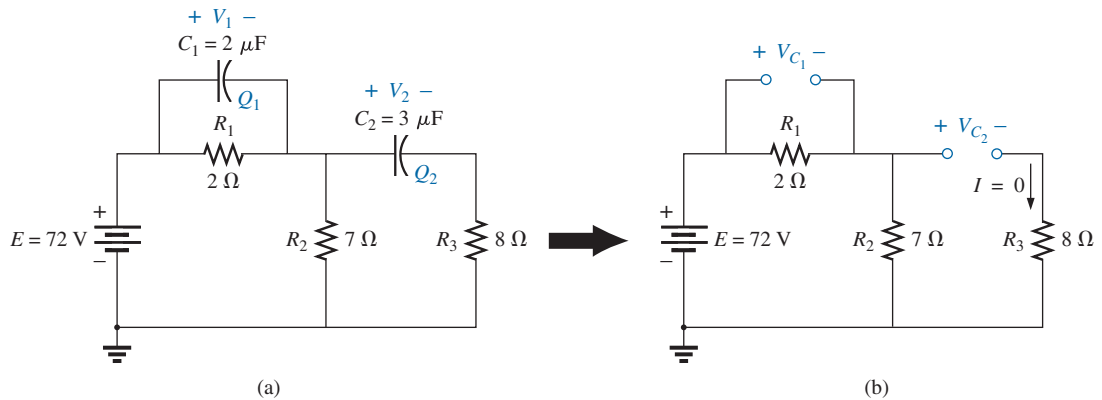 + V1 –
C1 = 2 μF
Q1
R1
2 Ω
+ V2 –
C2 = 3 μF
Q2
+
E = 72 V
–
R2
7 Ω
R3
8 Ω
(a)
+ VC1 –
R1
2 Ω
+ VC2 –
I = 0
+
E = 72 V
–
R2
7 Ω
R3
8 Ω
(b)